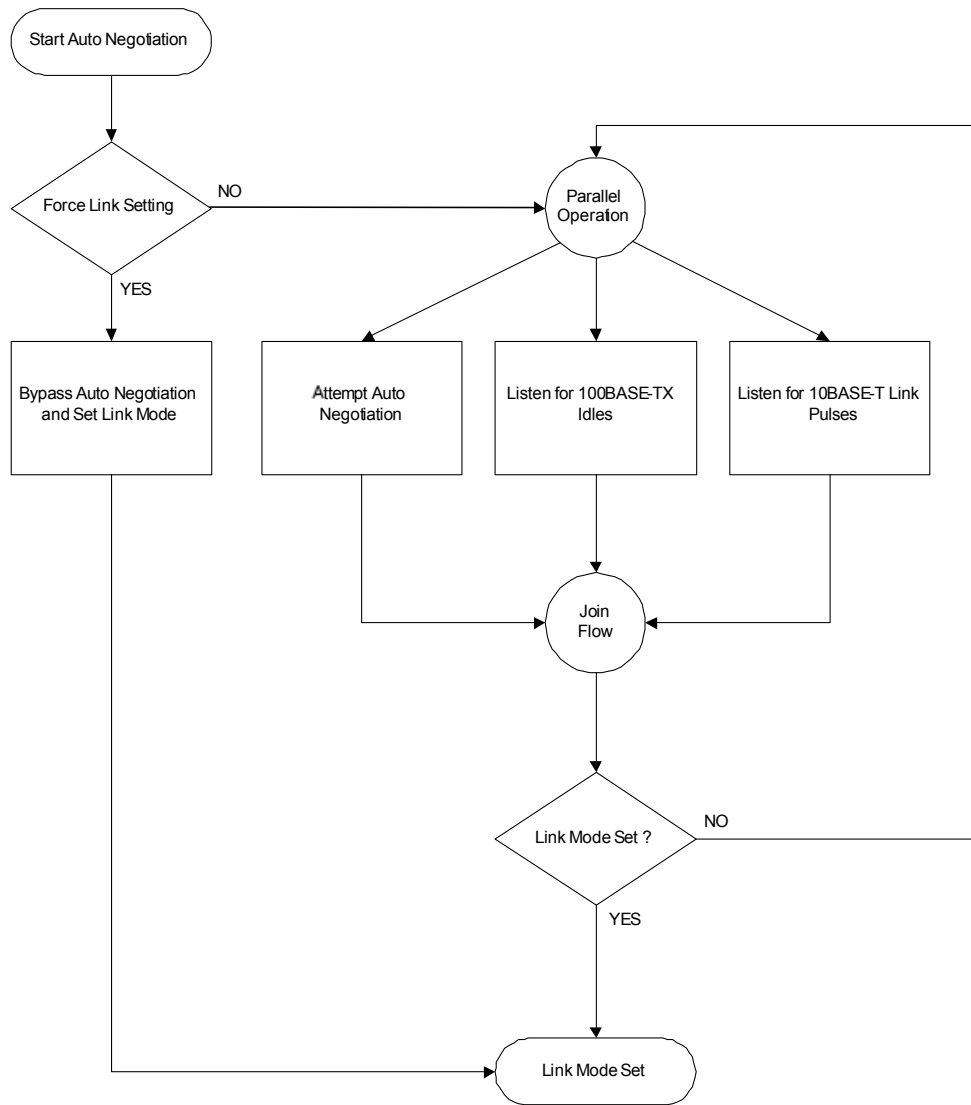 Start Auto Negotiation
Force Link Setting
NO
Parallel
Operation
YES
Bypass Auto Negotiation
and Set Link Mode
Attempt Auto
Negotiation
Listen for 100BASE-TX
Idles
Listen for 10BASE-T Link
Pulses
Join
Flow
Link Mode Set ?
NO
YES
Link Mode Set